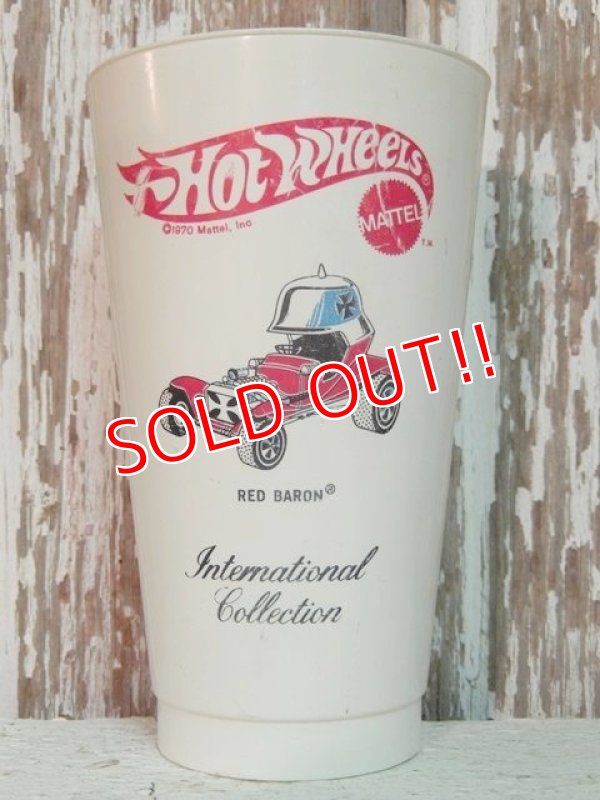 Hot Wheels®
©1970 Mattel, Inc
MATTEL
T.M.
SOLD OUT!!
RED BARON®
International
Collection